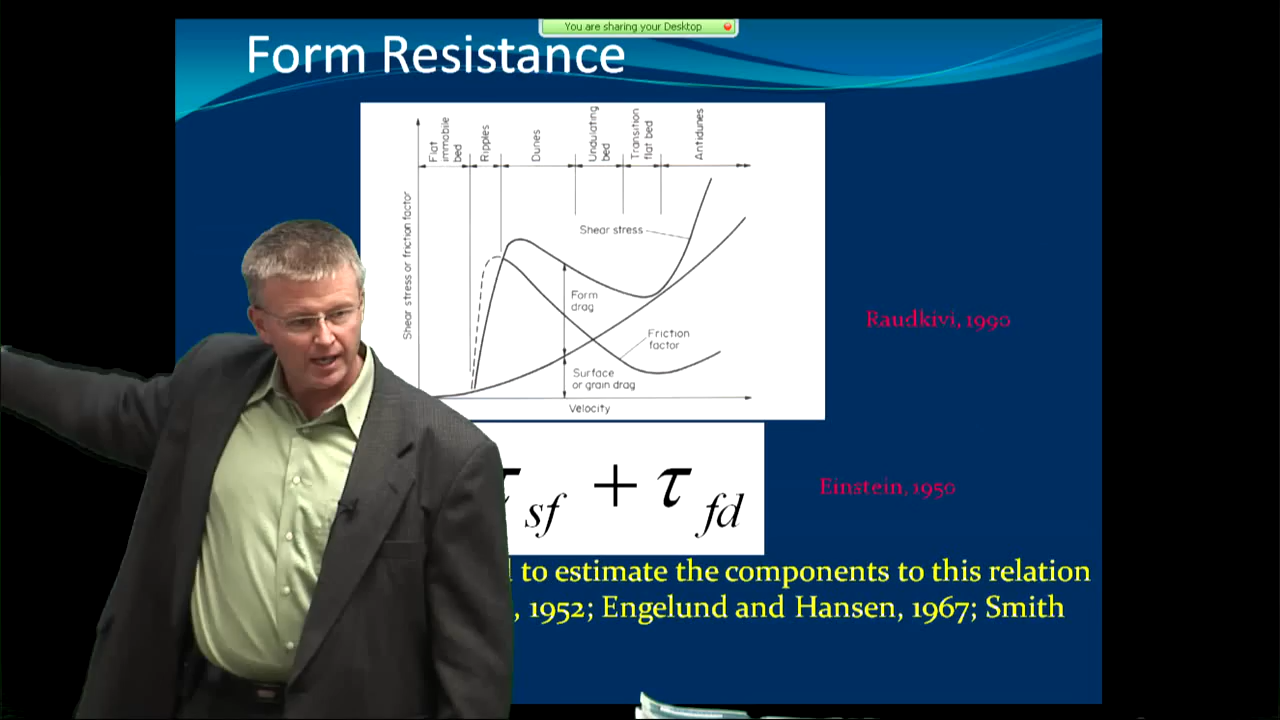 You are sharing your Desktop
Form Resistance
Flat
immobile
bed
Ripples
Dunes
Undulating
bed
Transition
flat bed
Antidunes
Shear stress or friction factor
Shear stress
Form
drag
Friction
factor
Surface
or grain drag
Velocity
Raudkivi, 1990
τ sf + τ fd
Einstein, 1950
to estimate the components to this relation
, 1952; Engelund and Hansen, 1967; Smith